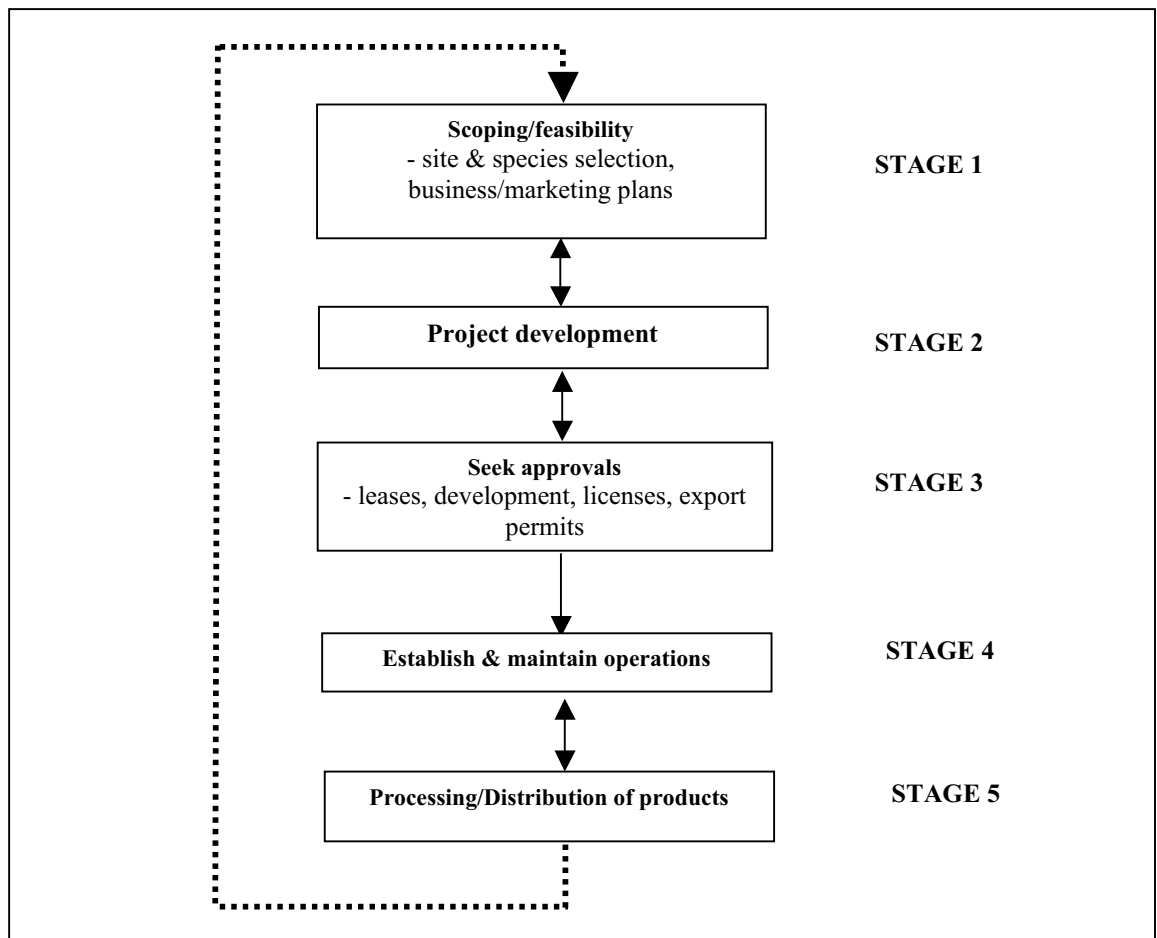 Scoping/feasibility
- site & species selection,
business/marketing plans
STAGE 1
Project development
STAGE 2
Seek approvals
- leases, development, licenses, export
permits
STAGE 3
Establish & maintain operations
STAGE 4
Processing/Distribution of products
STAGE 5